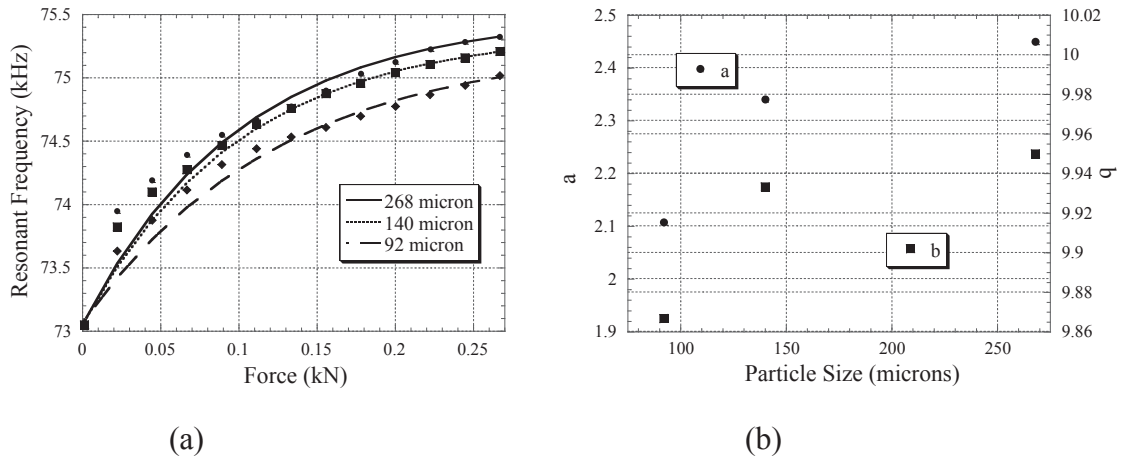 75.5
75
74.5
74
73.5
73
0
0.05
0.1
0.15
0.2
0.25
Resonant Frequency (kHz)
Force (kN)
268 micron
140 micron
92 micron
(a)
2.5
2.4
2.3
2.2
2.1
2
1.9
a
10.02
10
9.98
9.96
9.94
9.92
9.9
9.88
9.86
b
100
150
200
250
Particle Size (microns)
a
b
(b)